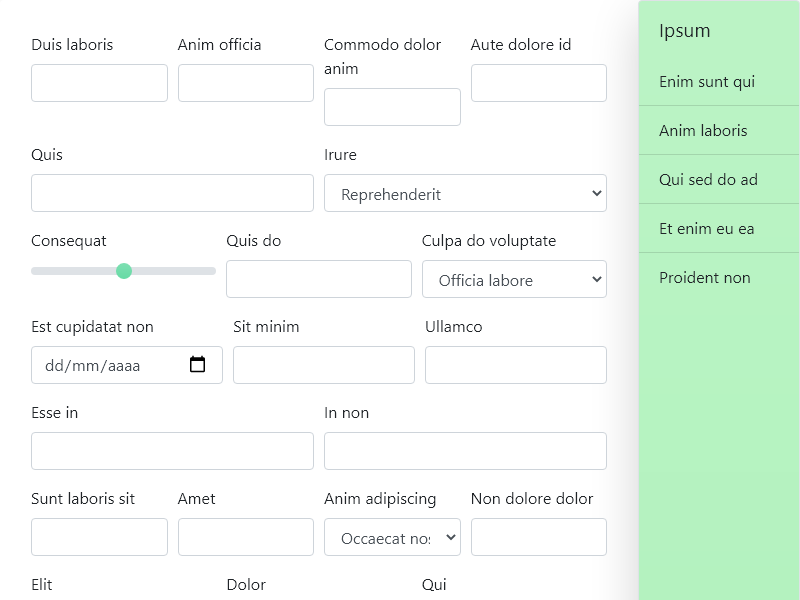 Duis laboris
Anim officia
Commodo dolor
anim
Aute dolore id
Quis
Irure
Reprehenderit
Consequat
Quis do
Culpa do voluptate
Officia labore
Est cupidatat non
dd/mm/aaaa
Sit minim
Ullamco
Esse in
In non
Sunt laboris sit
Amet
Anim adipiscing
Occaecat nos
Non dolore dolor
Elit
Dolor
Qui
Ipsum
Enim sunt qui
Anim laboris
Qui sed do ad
Et enim eu ea
Proident non